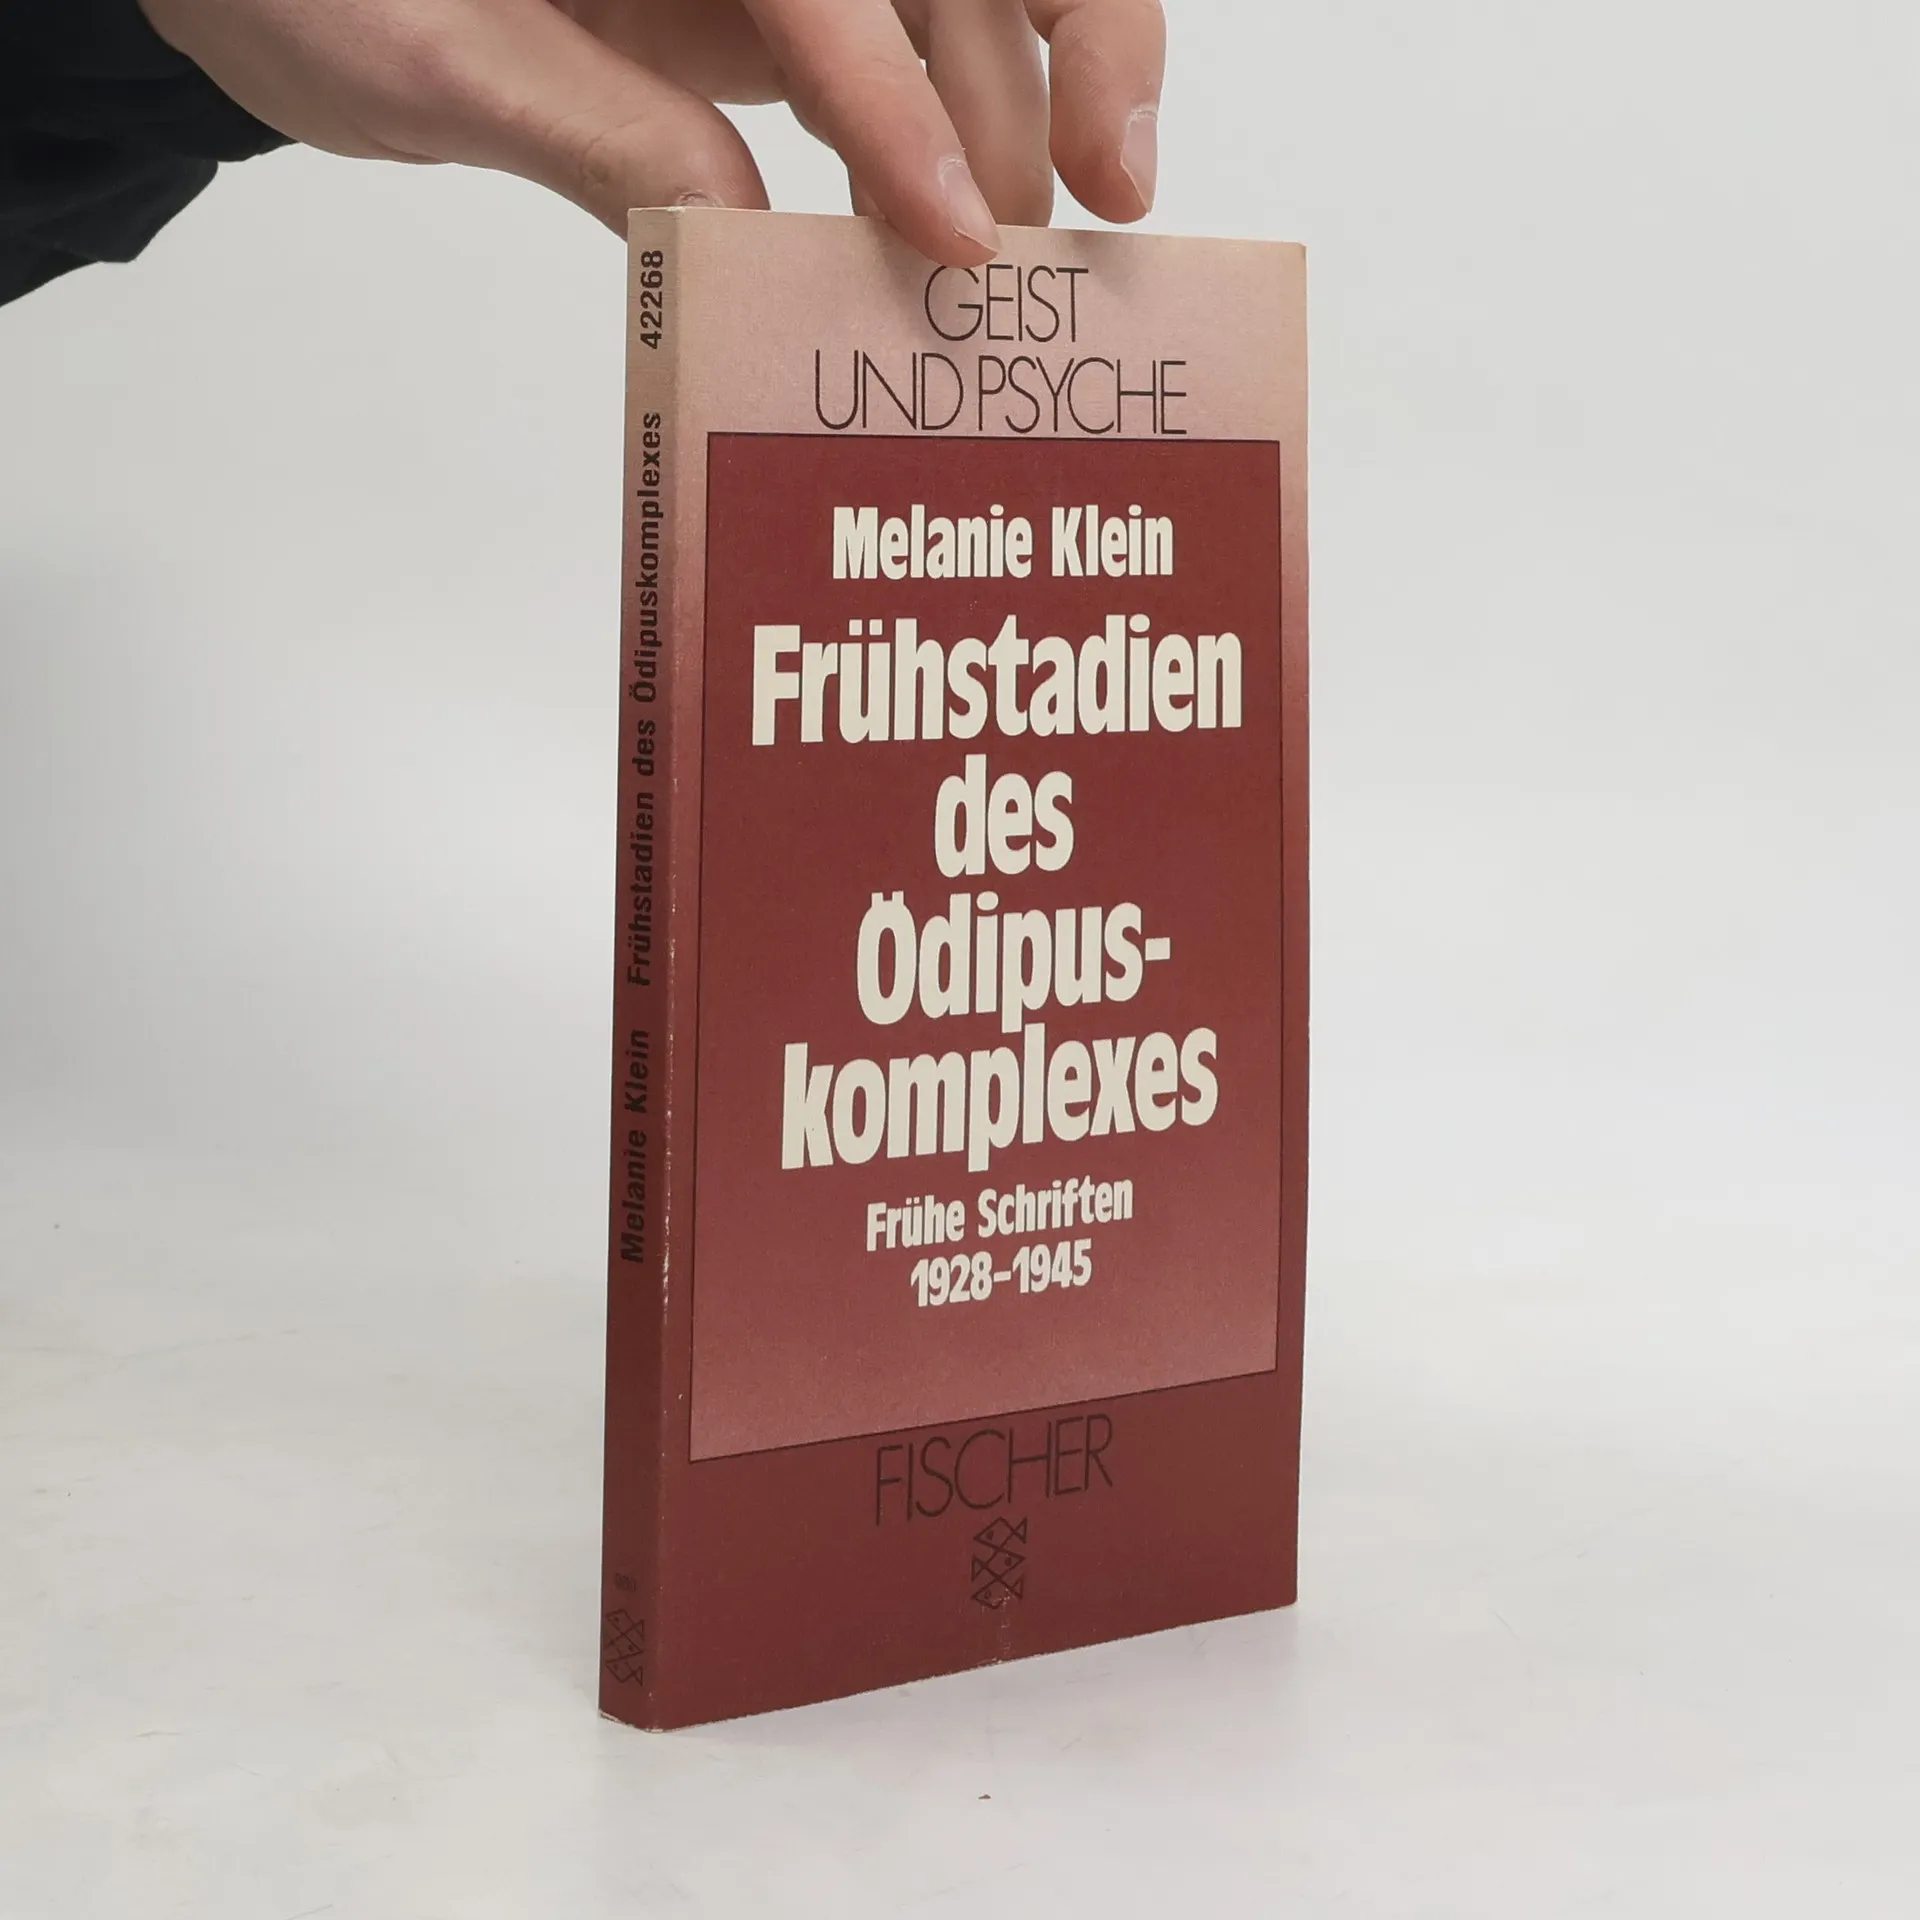 GEIST
UND PSYCHE
Melanie Klein
Frühstadien
des
Ödipus-
komplexes
Frühe Schriften
1928–1945
FISCHER
Melanie Klein Frühstadien des Ödipuskomplexes 42268